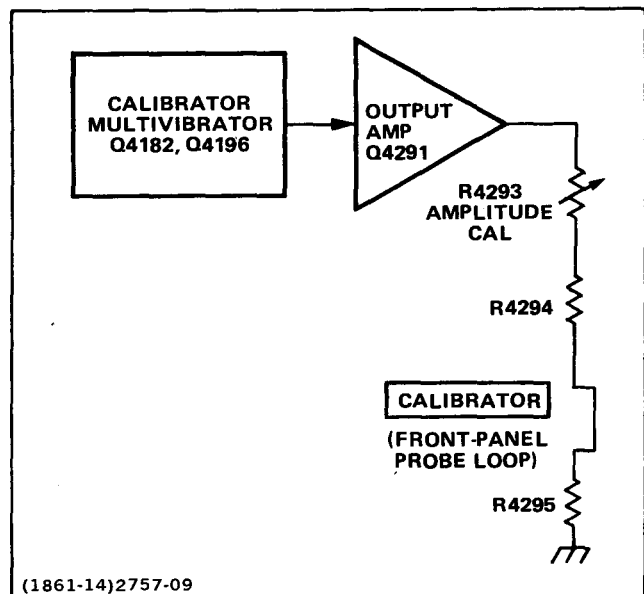 CALIBRATOR
MULTIVIBRATOR
Q4182, Q4196
OUTPUT
AMP
Q4291
R4293
AMPLITUDE
CAL
R4294
CALIBRATOR
(FRONT-PANEL
PROBE LOOP)
R4295
(1861-14)2757-09